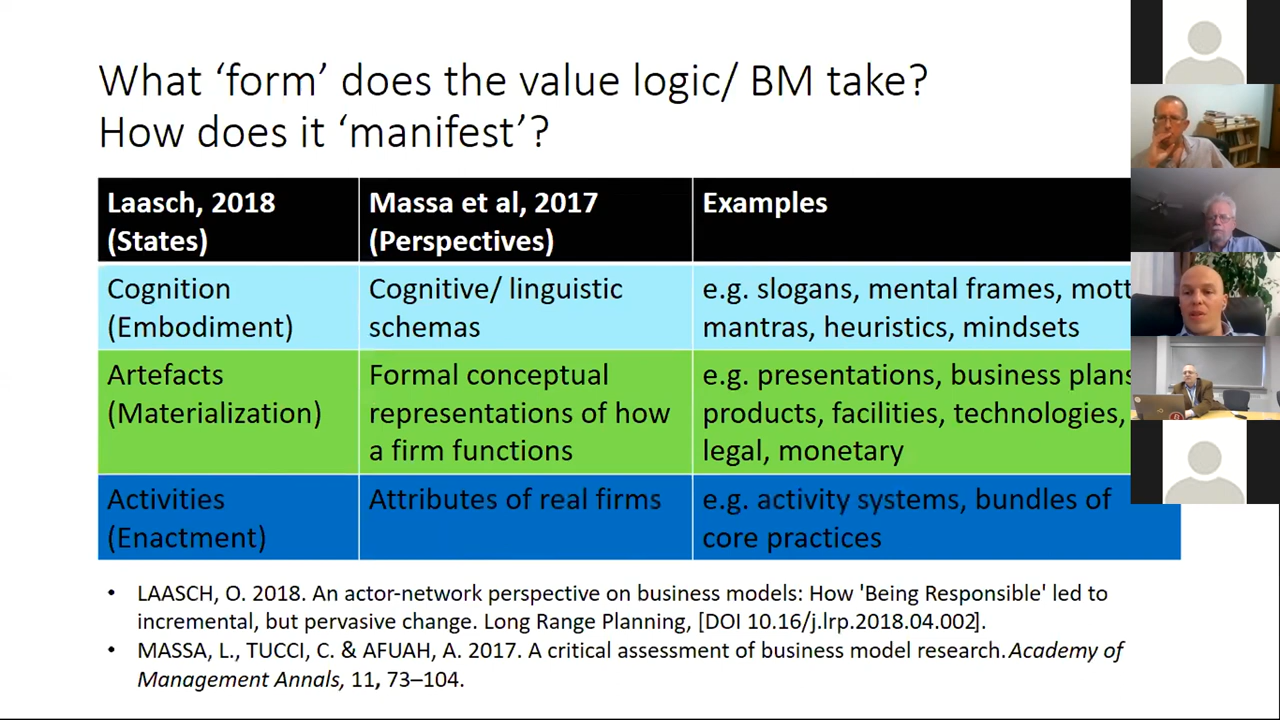 What ‘form’ does the value logic/ BM take?
How does it ‘manifest’?
Laasch, 2018
(States)
Massa et al, 2017
(Perspectives)
Examples
Cognition
(Embodiment)
Cognitive/ linguistic
schemas
e.g. slogans, mental frames, mott
mantras, heuristics, mindsets
Artefacts
(Materialization)
Formal conceptual
representations of how
a firm functions
e.g. presentations, business plans
products, facilities, technologies,
legal, monetary
Activities
(Enactment)
Attributes of real firms
e.g. activity systems, bundles of
core practices
• LAASCH, O. 2018. An actor-network perspective on business models: How 'Being Responsible' led to
incremental, but pervasive change. Long Range Planning, [DOI 10.16/j.lrp.2018.04.002].
• MASSA, L., TUCCI, C. & AFUAH, A. 2017. A critical assessment of business model research. Academy of
Management Annals, 11, 73–104.